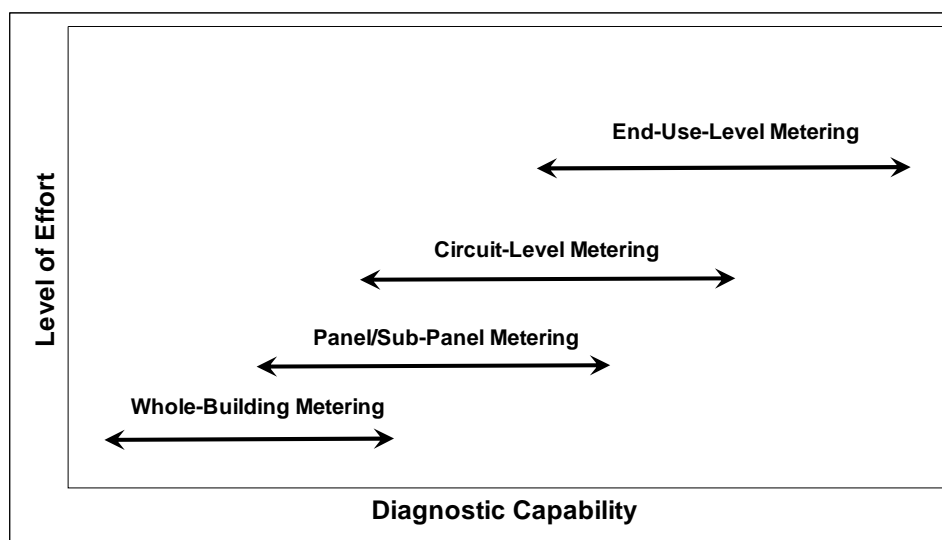 End-Use-Level Metering
Circuit-Level Metering
Panel/Sub-Panel Metering
Whole-Building Metering
Level of Effort
Diagnostic Capability